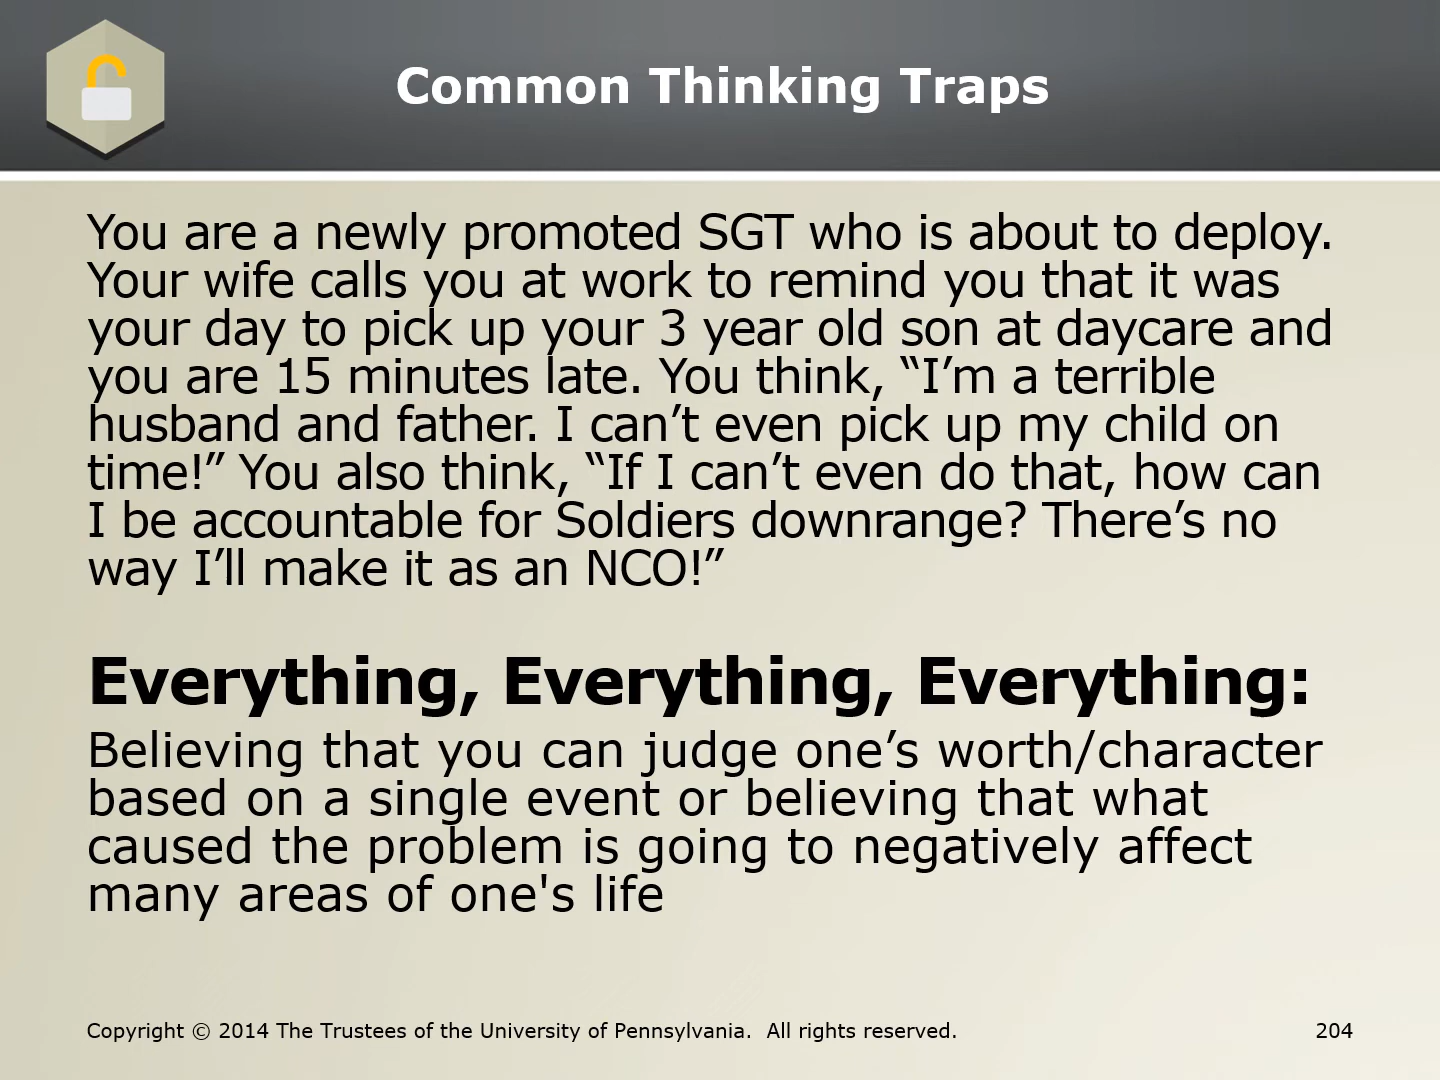 Common Thinking Traps
You are a newly promoted SGT who is about to deploy.
Your wife calls you at work to remind you that it was
your day to pick up your 3 year old son at daycare and
you are 15 minutes late. You think, “I’m a terrible
husband and father. I can’t even pick up my child on
time!” You also think, “If I can’t even do that, how can
I be accountable for Soldiers downrange? There’s no
way I’ll make it as an NCO!”
Everything, Everything, Everything:
Believing that you can judge one’s worth/character
based on a single event or believing that what
caused the problem is going to negatively affect
many areas of one's life
Copyright © 2014 The Trustees of the University of Pennsylvania.  All rights reserved. 204